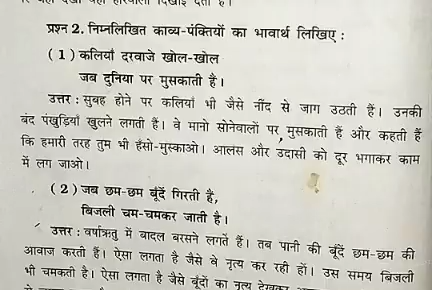 प्रश्न 2. निम्नलिखित काव्य-पंक्तियों का भावार्थ लिखिए :
( 1 ) कलियाँ दरवाजे खोल-खोल
जब दुनिया पर मुसकाती है।
उत्तर : सुबह होने पर कलियाँ भी जैसे नींद से जाग उठती हैं। उनकी
बंद पंखुड़ियाँ खुलने लगती हैं। वे मानो सोनेवालों पर मुसकाती हैं और कहती हैं
कि हमारी तरह तुम भी हँसो-मुस्काओ। आलस और उदासी को दूर भगाकर काम
में लग जाओ।
( 2 ) जब छम-छम बूँदें गिरती हैं,
बिजली चम-चमकर जाती है।
उत्तर : वर्षाऋतु में बादल बरसने लगते हैं। तब पानी की बूँदें छम-छम की
आवाज करती हैं। ऐसा लगता है जैसे वे नृत्य कर रही हों। उस समय बिजली
भी चमकती है। ऐसा लगता है जैसे बूंदों का नृत्य देखकर